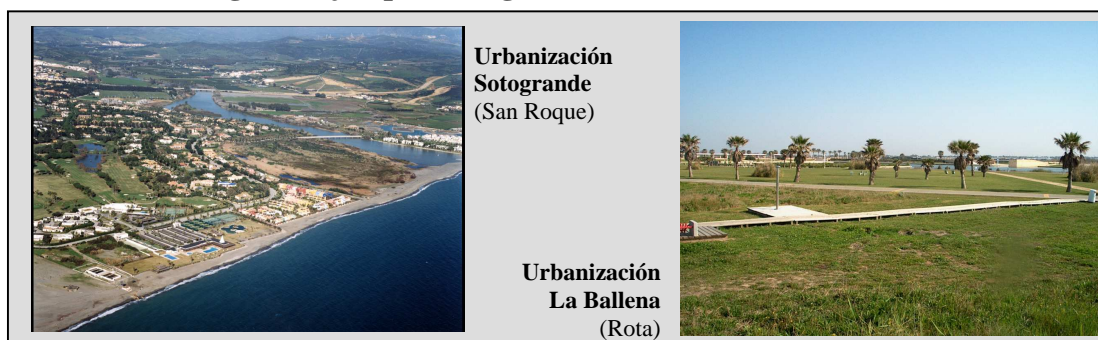 Urbanización
Sotogrande
(San Roque)
Urbanización
La Ballena
(Rota)